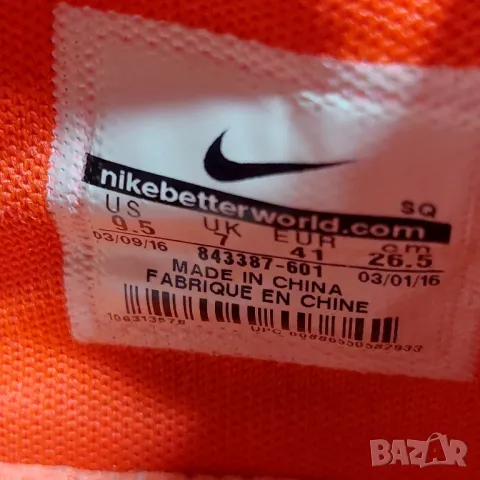 nikebetterworld.com
SQ
US UK EUR cm
9.5 7 41 26.5
03/09/16 843387-601 03/01/16
MADE IN CHINA
FABRIQUE EN CHINE
BAZAR